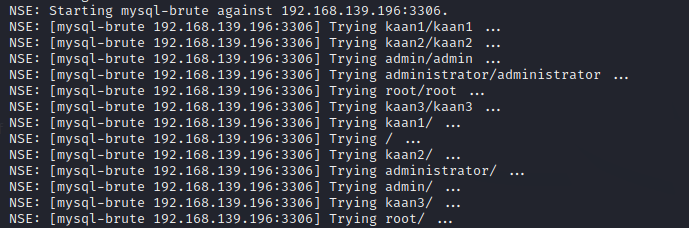 NSE: Starting mysql-brute against 192.168.139.196:3306.
NSE: [mysql-brute 192.168.139.196:3306] Trying kaan1/kaan1 ...
NSE: [mysql-brute 192.168.139.196:3306] Trying kaan2/kaan2 ...
NSE: [mysql-brute 192.168.139.196:3306] Trying admin/admin ...
NSE: [mysql-brute 192.168.139.196:3306] Trying administrator/administrator ...
NSE: [mysql-brute 192.168.139.196:3306] Trying root/root ...
NSE: [mysql-brute 192.168.139.196:3306] Trying kaan3/kaan3 ...
NSE: [mysql-brute 192.168.139.196:3306] Trying kaan1/ ...
NSE: [mysql-brute 192.168.139.196:3306] Trying / ...
NSE: [mysql-brute 192.168.139.196:3306] Trying kaan2/ ...
NSE: [mysql-brute 192.168.139.196:3306] Trying administrator/ ...
NSE: [mysql-brute 192.168.139.196:3306] Trying admin/ ...
NSE: [mysql-brute 192.168.139.196:3306] Trying kaan3/ ...
NSE: [mysql-brute 192.168.139.196:3306] Trying root/ ...